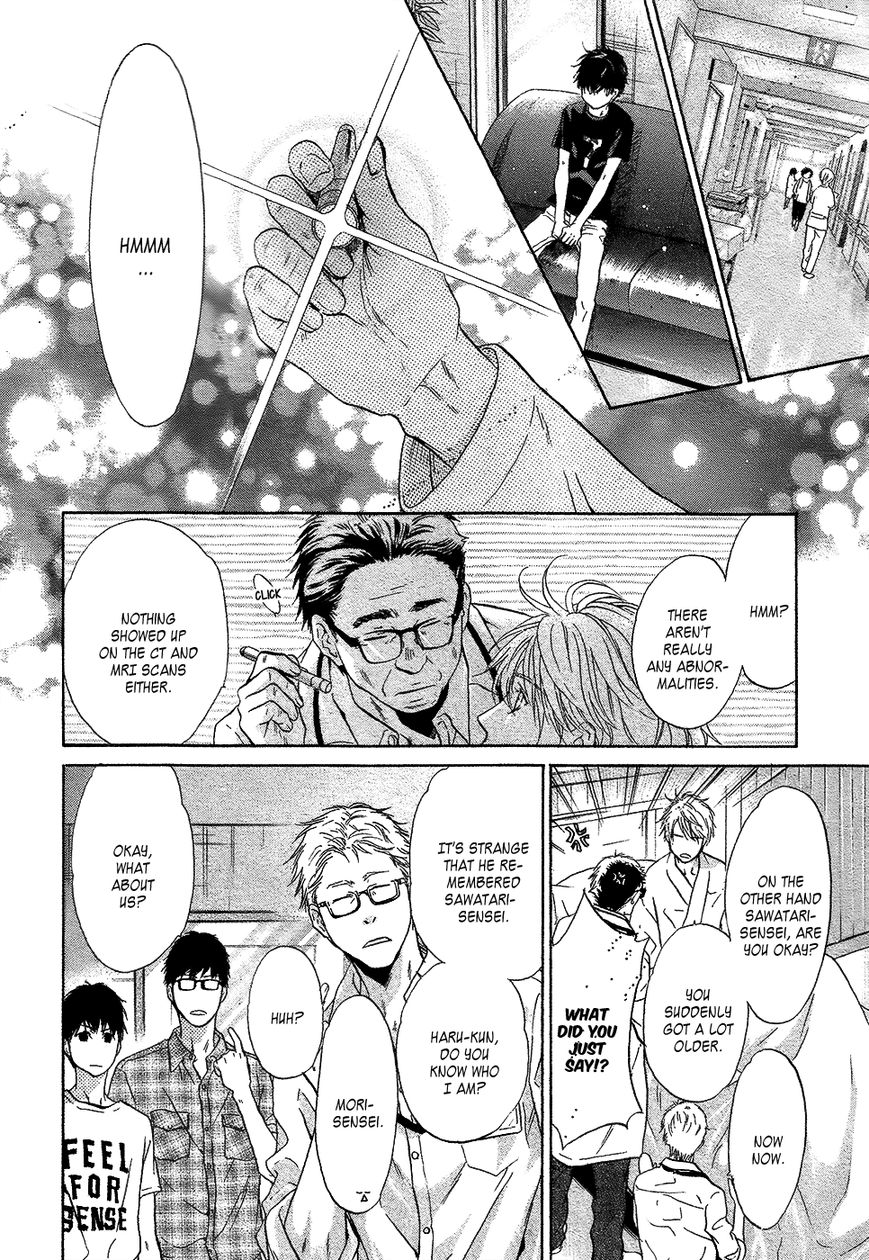 HMMM
...
HMM?
THERE
AREN'T
REALLY
ANY ABNOR-
MALITIES.
CLICK
NOTHING
SHOWED UP
ON THE CT AND
MRI SCANS
EITHER.
ON THE
OTHER HAND
SAWATARI-
SENSEI, ARE
YOU OKAY?
YOU
SUDDENLY
GOT A LOT
OLDER.
WHAT
DID YOU
JUST
SAY!?
NOW
NOW.
IT'S STRANGE
THAT HE RE-
MEMBERED
SAWATARI-
SENSEI.
HARU-KUN,
DO YOU
KNOW WHO
I AM?
MORI-
SENSEI.
HUH?
OKAY,
WHAT
ABOUT
US?
FEEL
FOR
SENSE